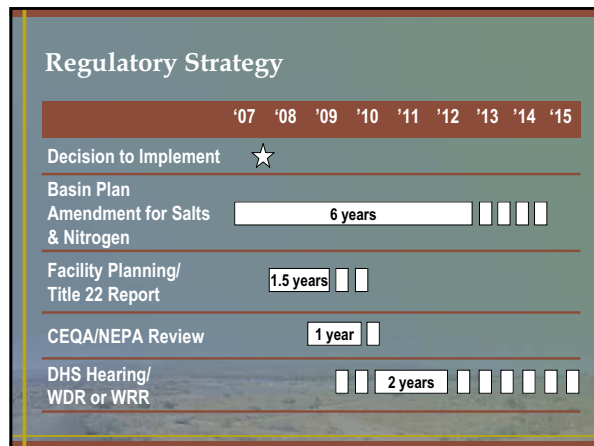 Regulatory Strategy
‘07 ‘08 ’09 ’10 ’11 ’12 ’13 ’14 ‘15
Decision to Implement
Basin Plan
Amendment for Salts
& Nitrogen
6 years
Facility Planning/
Title 22 Report
1.5 years
CEQA/NEPA Review
1 year
DHS Hearing/
WDR or WRR
2 years